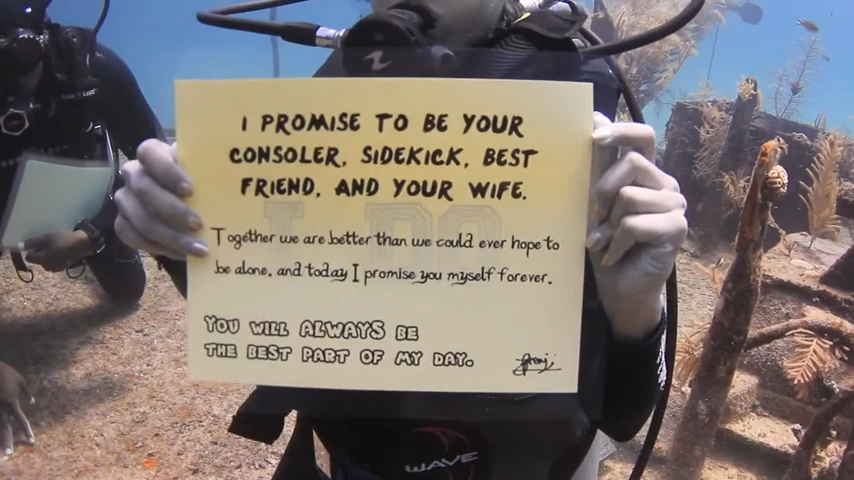 I PROMISE TO BE YOUR
CONSOLER, SIDEKICK, BEST
FRIEND, AND YOUR WIFE.
I DO
Together we are better than we could ever hope to
be alone, and today I promise you myself forever.
YOU WILL ALWAYS BE
THE BEST PART OF MY DAY.
WAVE